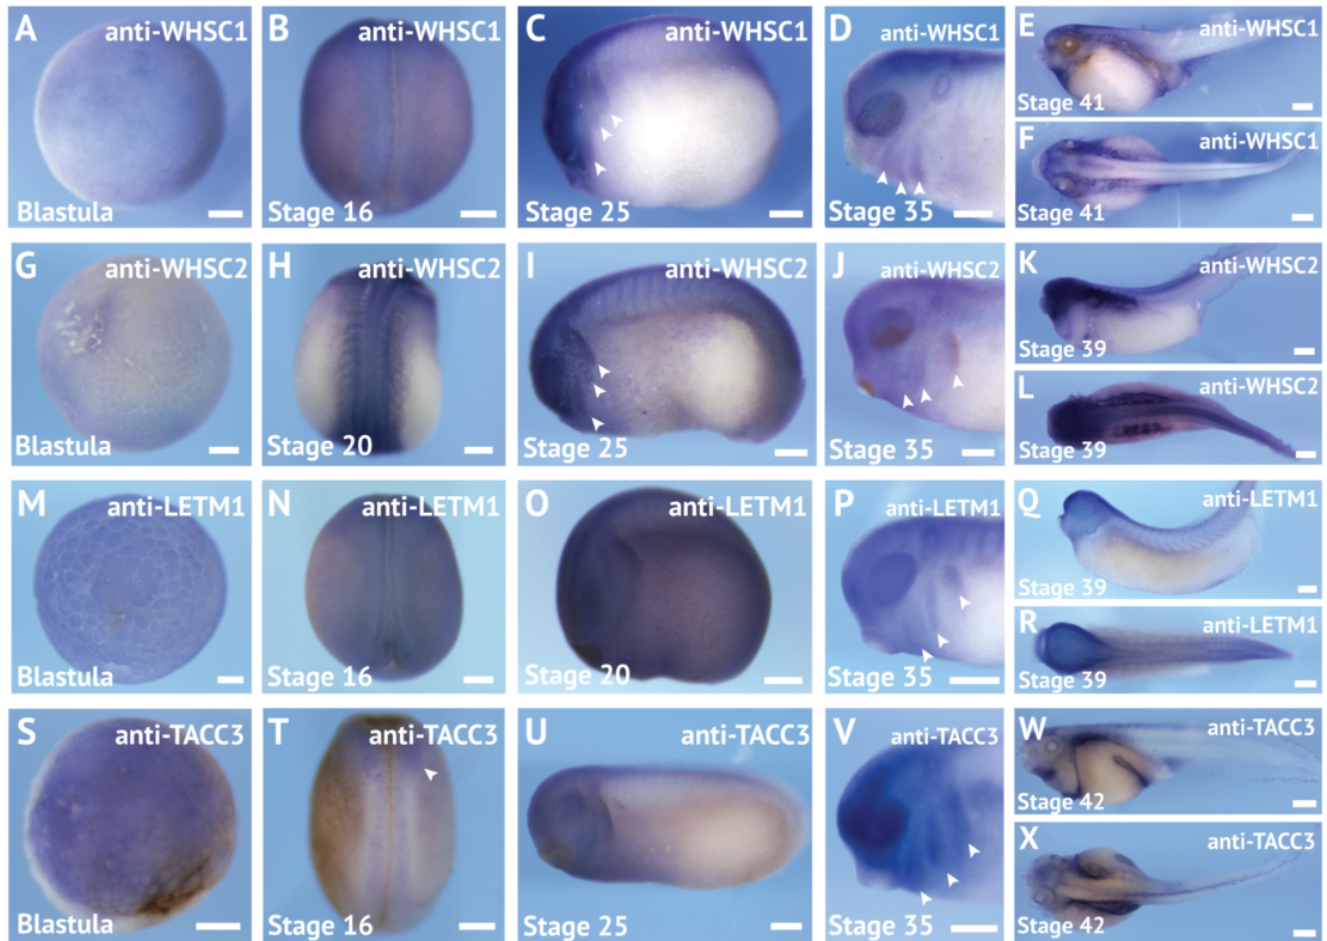 A anti-WHSC1
Blastula
B anti-WHSC1
Stage 16
C anti-WHSC1
Stage 25
D anti-WHSC1
Stage 35
E anti-WHSC1
Stage 41
F anti-WHSC1
Stage 41
G anti-WHSC2
Blastula
H anti-WHSC2
Stage 20
I anti-WHSC2
Stage 25
J anti-WHSC2
Stage 35
K anti-WHSC2
Stage 39
L anti-WHSC2
Stage 39
M anti-LETM1
Blastula
N anti-LETM1
Stage 16
O anti-LETM1
Stage 20
P anti-LETM1
Stage 35
Q anti-LETM1
Stage 39
R anti-LETM1
Stage 39
S anti-TACC3
Blastula
T anti-TACC3
Stage 16
U anti-TACC3
Stage 25
V anti-TACC3
Stage 35
W anti-TACC3
Stage 42
X anti-TACC3
Stage 42